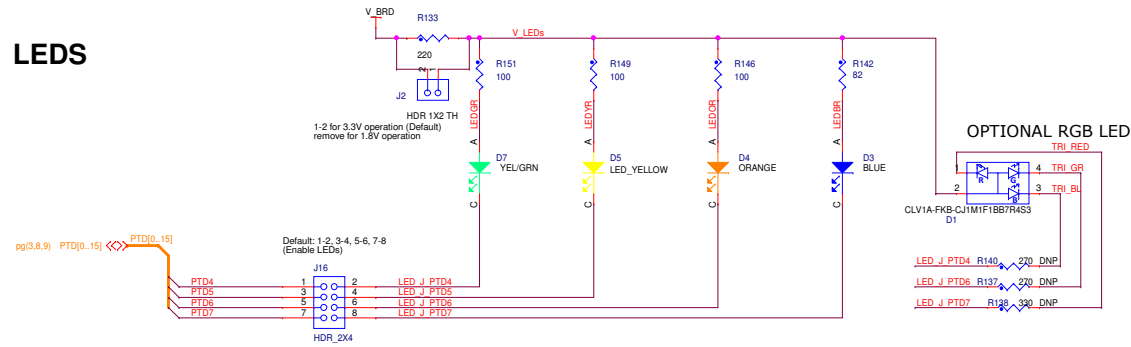 LEDS
V_BRD
R133
220
2 1
J2
HDR 1X2 TH
1-2 for 3.3V operation (Default)
remove for 1.8V operation
V_LEDs
R151
100
R149
100
R146
100
R142
82
LEDGR
LEDYR
LEDOR
LEDBR
A
A
A
A
D7
YEL/GRN
D5
LED_YELLOW
D4
ORANGE
D3
BLUE
C
C
C
C
OPTIONAL RGB LED
TRI_RED
1
4
TRI_GR
2
3
TRI_BL
R
G
B
CLV1A-FKB-CJ1M1F1BB7R4S3
D1
pg(3,8,9) PTD[0..15]
PTD[0..15]
Default: 1-2, 3-4, 5-6, 7-8
(Enable LEDs)
J16
PTD4 1 2 LED_J_PTD4
PTD5 3 4 LED_J_PTD5
PTD6 5 6 LED_J_PTD6
PTD7 7 8 LED_J_PTD7
HDR_2X4
LED_J_PTD4 R140 270 DNP
LED_J_PTD6 R137 270 DNP
LED_J_PTD7 R138 330 DNP